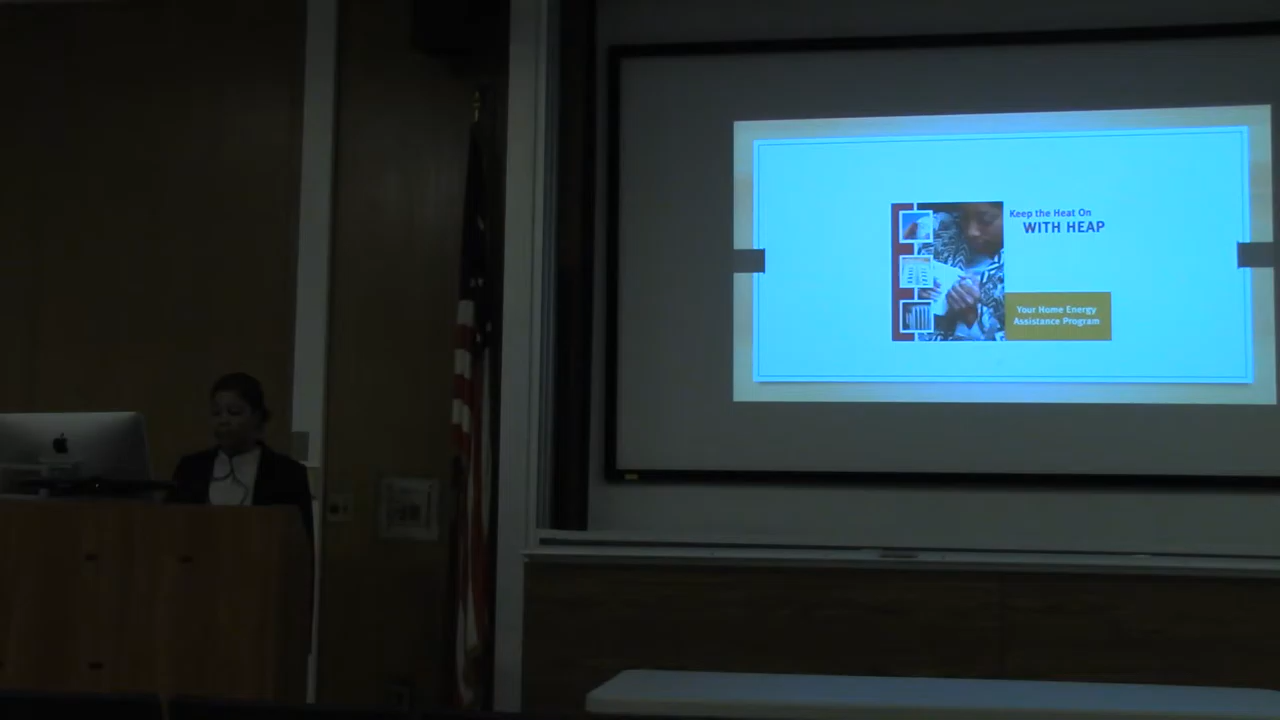 Keep the Heat On
WITH HEAP
Your Home Energy
Assistance Program